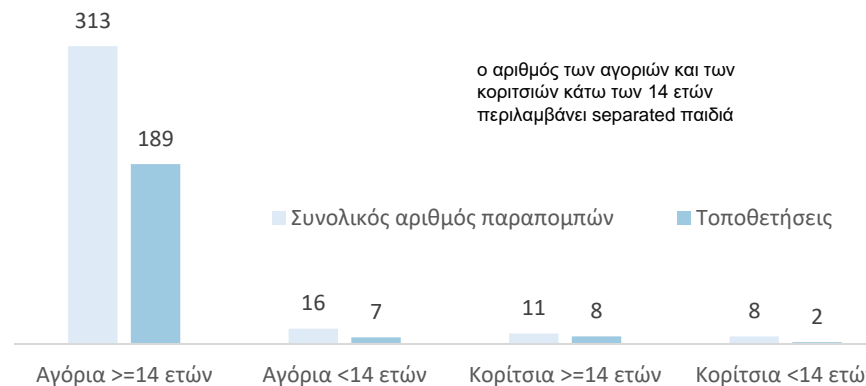 313
189
ο αριθμός των αγοριών και των
κοριτσιών κάτω των 14 ετών
περιλαμβάνει separated παιδιά
Συνολικός αριθμός παραπομπών
Τοποθετήσεις
16
7
11
8
8
2
Αγόρια >=14 ετών
Αγόρια <14 ετών
Κορίτσια >=14 ετών
Κορίτσια <14 ετών